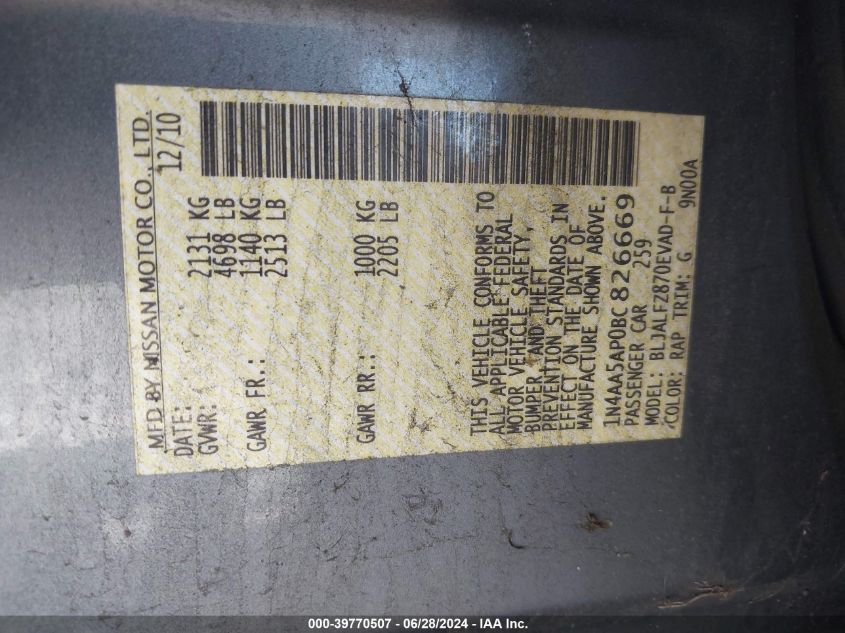 MFD BY NISSAN MOTOR CO., LTD.
DATE: 12/10
GVWR: 2131 KG
4698 LB
GAWR FR.: 1140 KG
2513 LB
GAWR RR.: 1000 KG
2205 LB
THIS VEHICLE CONFORMS TO
ALL APPLICABLE FEDERAL
MOTOR VEHICLE SAFETY,
BUMPER, AND THEFT
PREVENTION STANDARDS IN
EFFECT ON THE DATE OF
MANUFACTURE SHOWN ABOVE.
1N4AA5AP0BC826669
PASSENGER CAR 259
MODEL: BLJALFZ870EVAD-F-B
COLOR: RAP TRIM: G 9N00A
000-39770507 - 06/28/2024 - IAA Inc.